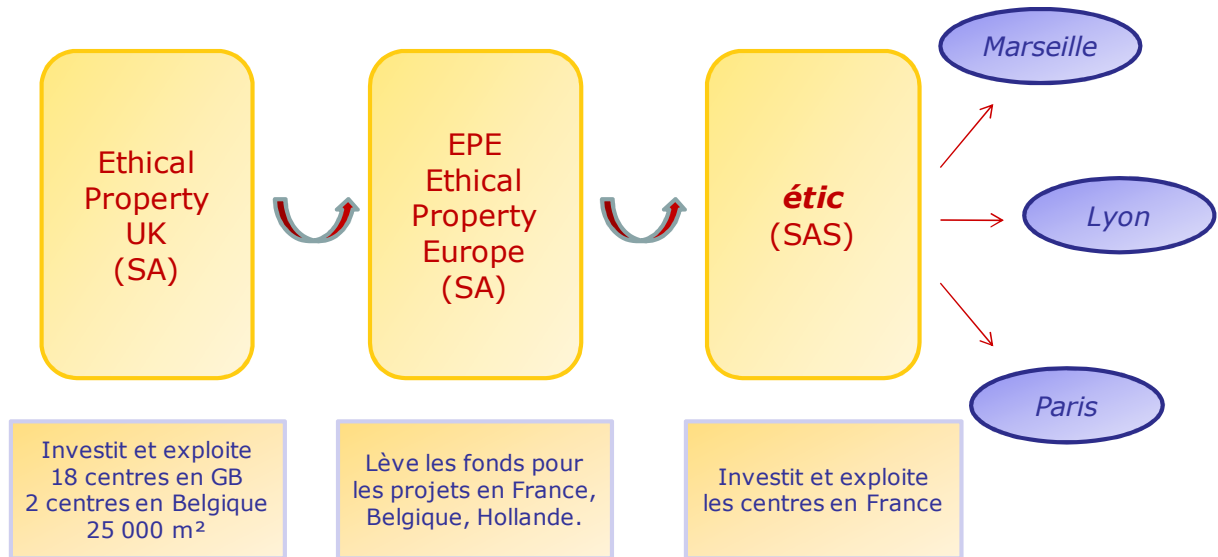 Ethical
Property
UK
(SA)
EPE
Ethical
Property
Europe
(SA)
étic
(SAS)
Marseille
Lyon
Paris
Investit et exploite
18 centres en GB
2 centres en Belgique
25 000 m²
Lève les fonds pour
les projets en France,
Belgique, Hollande.
Investit et exploite
les centres en France